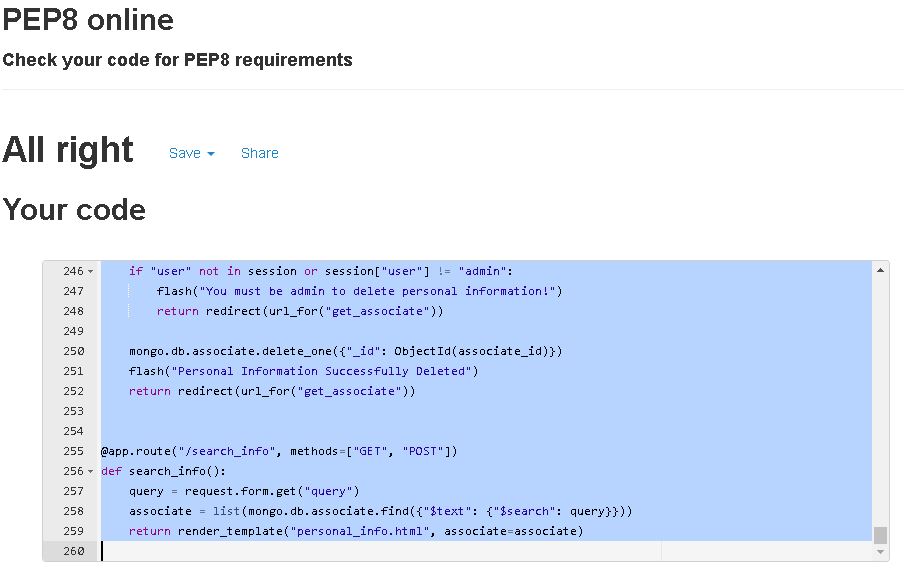 PEP8 online
Check your code for PEP8 requirements
All right Save Share
Your code
246 if "user" not in session or session["user"] != "admin":
247 flash("You must be admin to delete personal information!")
248 return redirect(url_for("get_associate"))
249
250 mongo.db.associate.delete_one({"_id": ObjectId(associate_id)})
251 flash("Personal Information Successfully Deleted")
252 return redirect(url_for("get_associate"))
253
254
255 @app.route("/search_info", methods=["GET", "POST"])
256 def search_info():
257 query = request.form.get("query")
258 associate = list(mongo.db.associate.find({"$text": {"$search": query}}))
259 return render_template("personal_info.html", associate=associate)
260